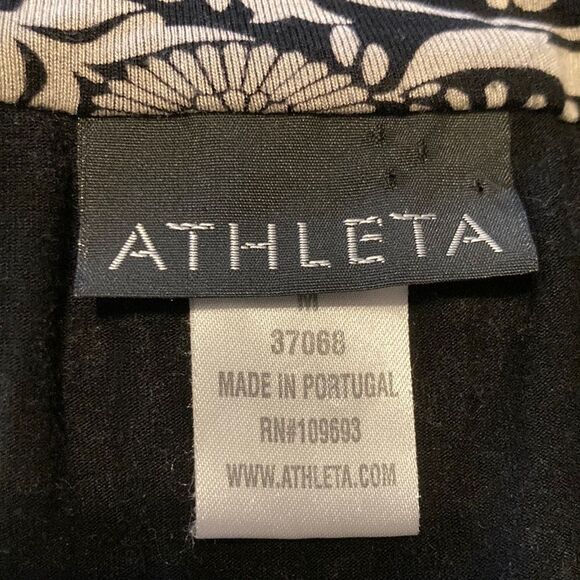 ATHLETA
M
37068
MADE IN PORTUGAL
RN#109693
WWW.ATHLETA.COM